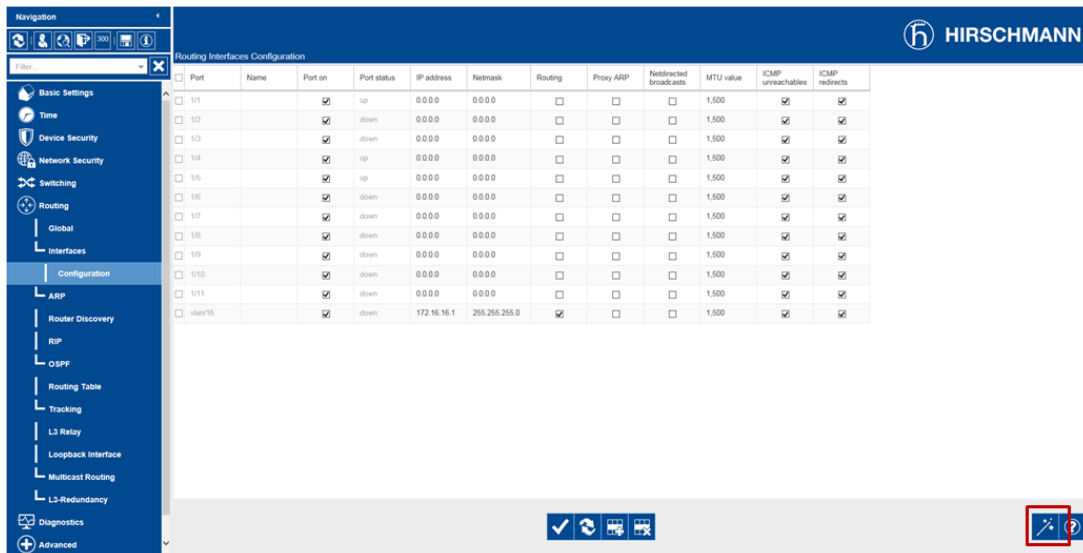 Navigation
300
Filter...
HIRSCHMANN
Routing Interfaces Configuration
Port Name Port on Port status IP address Netmask Routing Proxy ARP Netdirected broadcasts MTU value ICMP unreachables ICMP redirects
1/1 up 0.0.0.0 0.0.0.0 1,500
1/2 down 0.0.0.0 0.0.0.0 1,500
1/3 down 0.0.0.0 0.0.0.0 1,500
1/4 up 0.0.0.0 0.0.0.0 1,500
1/5 up 0.0.0.0 0.0.0.0 1,500
1/6 down 0.0.0.0 0.0.0.0 1,500
1/7 down 0.0.0.0 0.0.0.0 1,500
1/8 down 0.0.0.0 0.0.0.0 1,500
1/9 down 0.0.0.0 0.0.0.0 1,500
1/10 down 0.0.0.0 0.0.0.0 1,500
1/11 down 0.0.0.0 0.0.0.0 1,500
vlan/16 down 172.16.16.1 255.255.255.0 1,500
Basic Settings
Time
Device Security
Network Security
Switching
Routing
Global
Interfaces
Configuration
ARP
Router Discovery
RIP
OSPF
Routing Table
Tracking
L3 Relay
Loopback Interface
Multicast Routing
L3-Redundancy
Diagnostics
Advanced